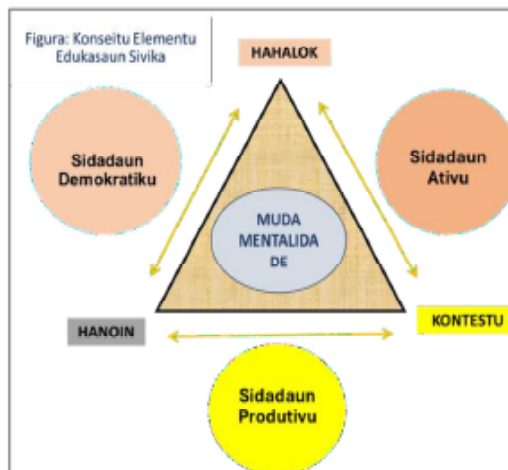 Figura: Konseitu Elementu
Edukasaun Sivika
HAHALOK
Sidadaun
Demokratiku
Sidadaun
Ativu
MUDA
MENTALIDA
DE
HANOIN
KONTESTU
Sidadaun
Produtivu